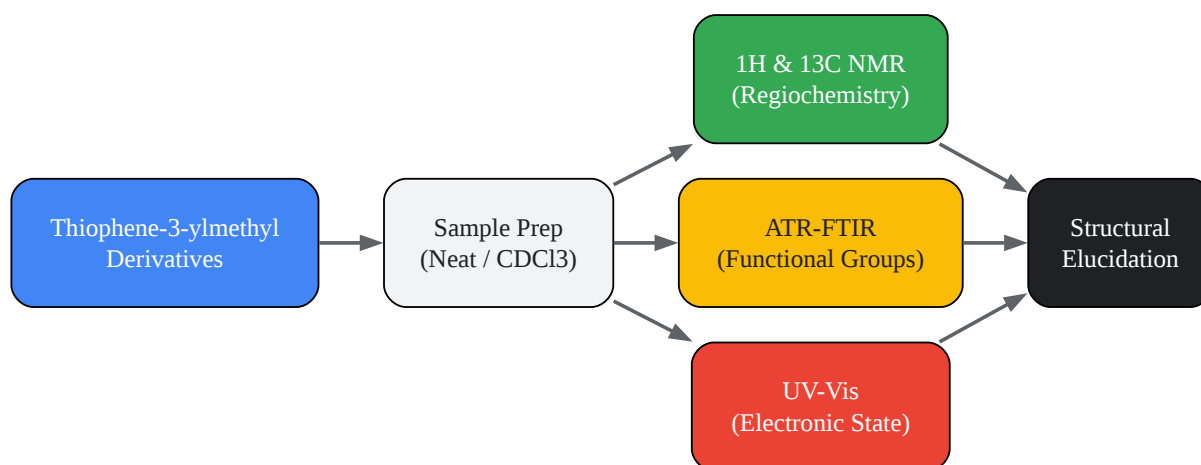 1H & 13C NMR
(Regiochemistry)
Thiophene-3-ylmethyl
Derivatives
Sample Prep
(Neat / CDCl3)
ATR-FTIR
(Functional Groups)
Structural
Elucidation
UV-Vis
(Electronic State)